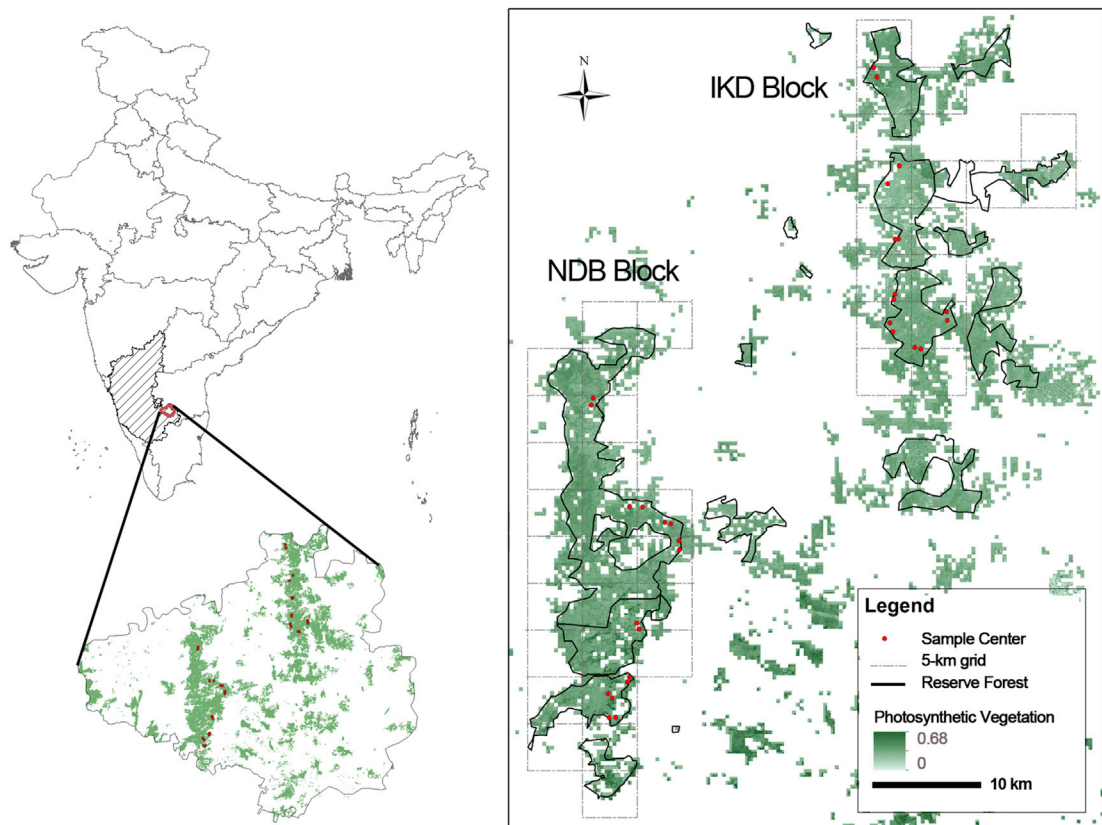 N
IKD Block
NDB Block
Legend
Sample Center
5-km grid
Reserve Forest
Photosynthetic Vegetation
0.68
0
10 km